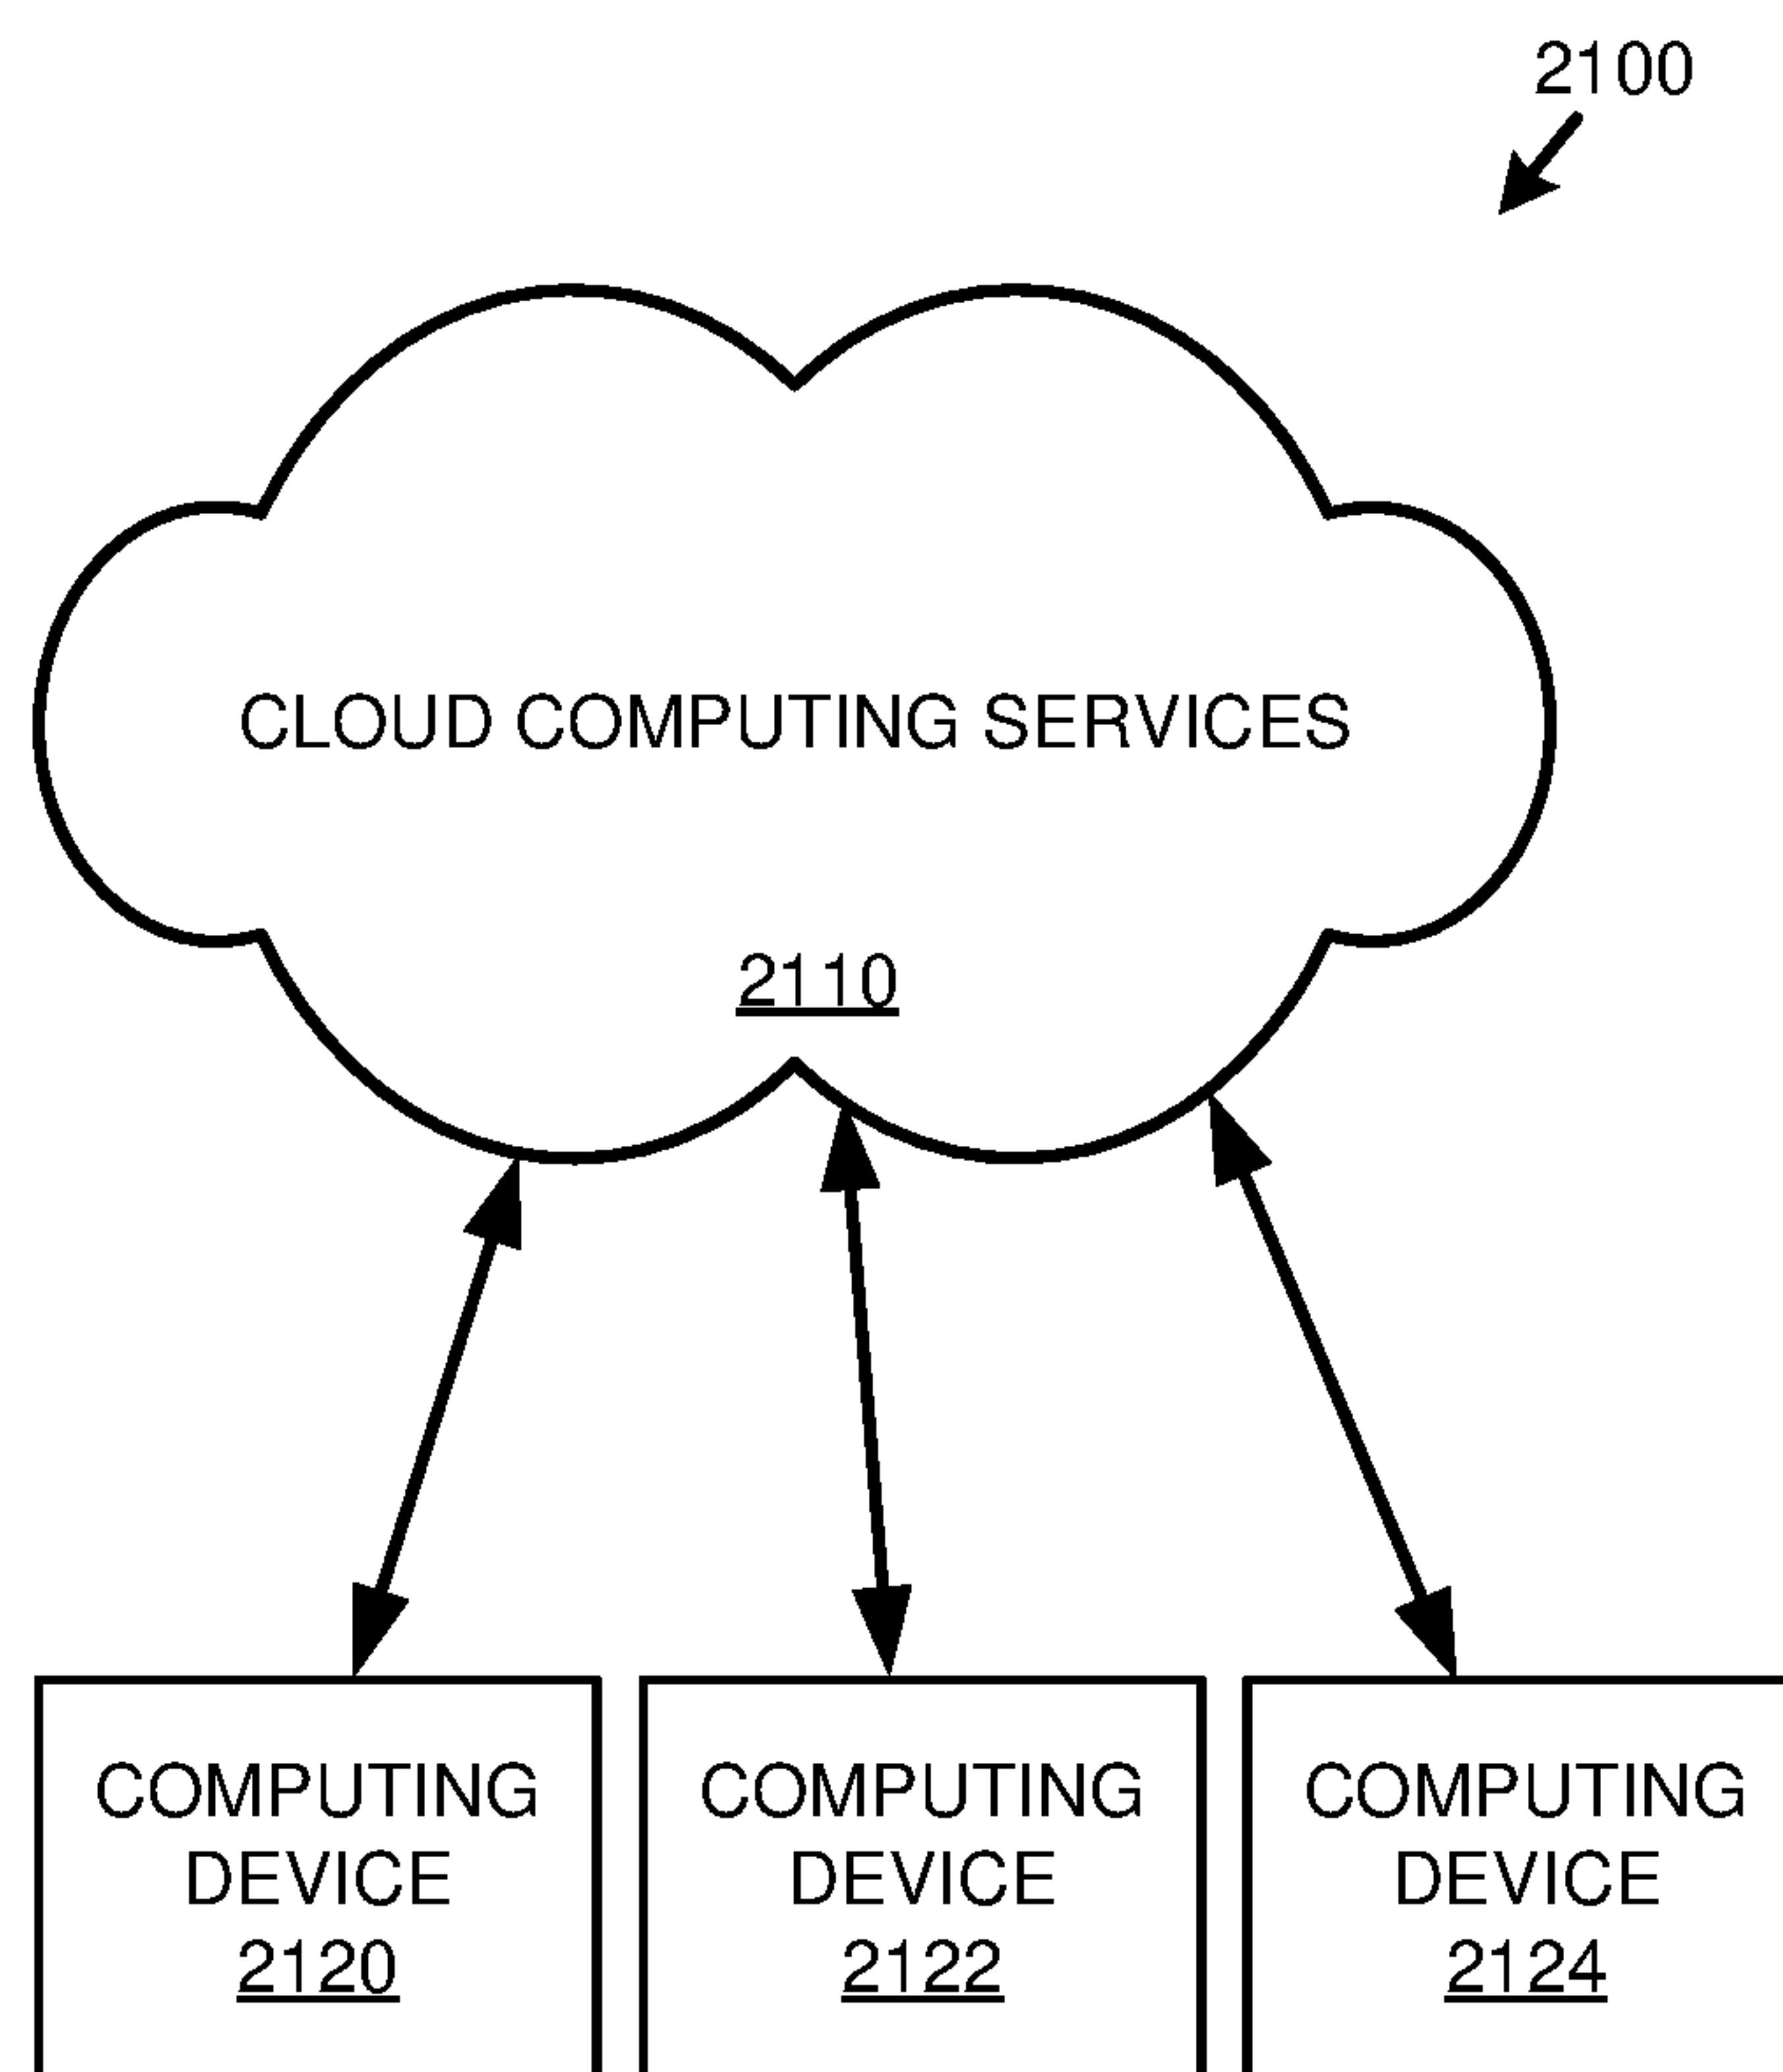 2100
CLOUD COMPUTING SERVICES
2110
COMPUTING
DEVICE
2120
COMPUTING
DEVICE
2122
COMPUTING
DEVICE
2124